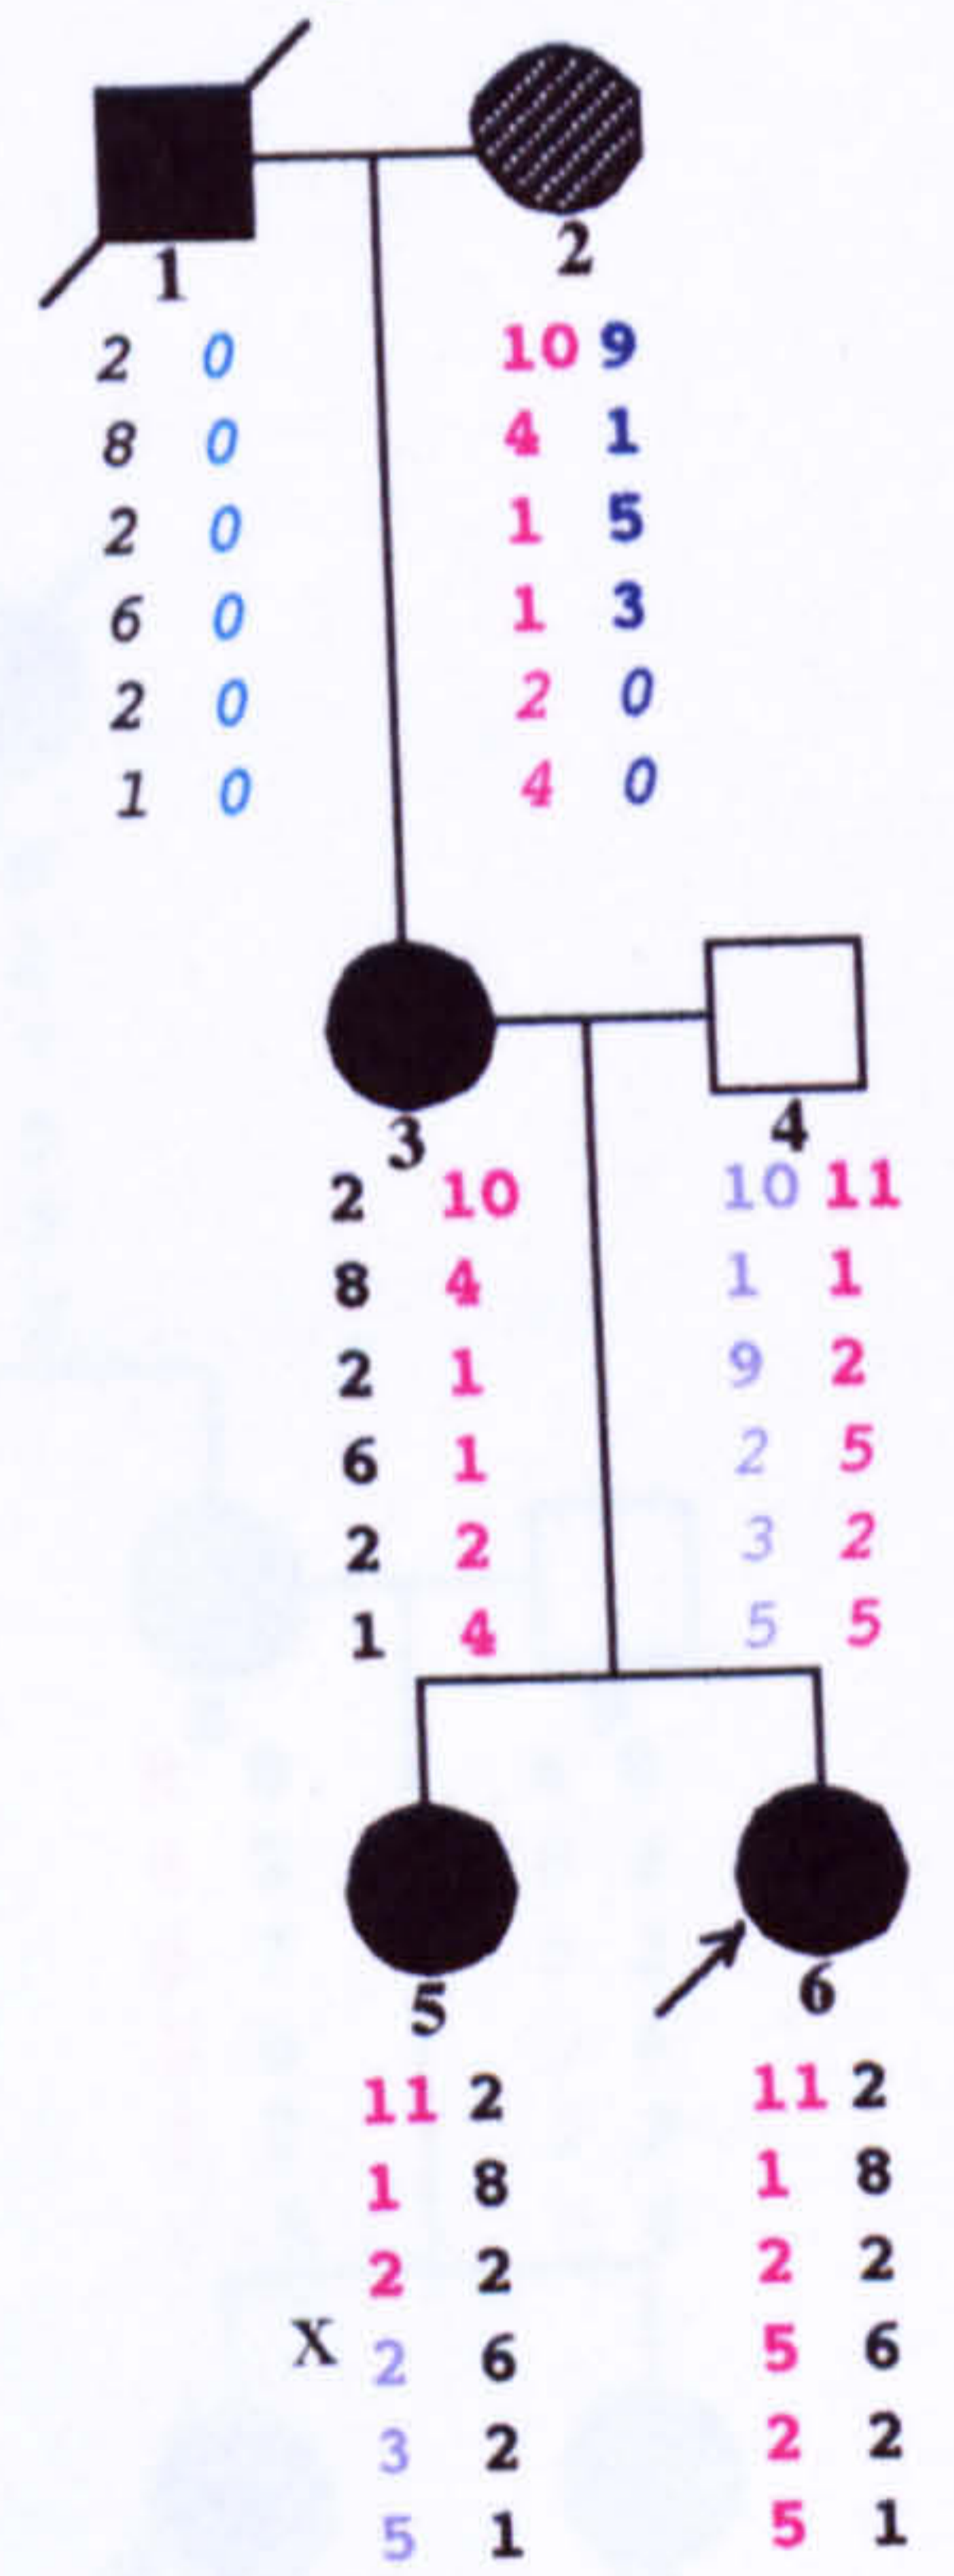 1
2
2 0 10 9
8 0 4 1
2 0 1 5
6 0 1 3
2 0 2 0
1 0 4 0
3
4
2 10 10 11
8 4 1 1
2 1 9 2
6 1 2 5
2 2 3 2
1 4 5 5
5
6
11 2 11 2
1 8 1 8
2 2 2 2
X 2 6 5 6
3 2 2 2
5 1 5 1